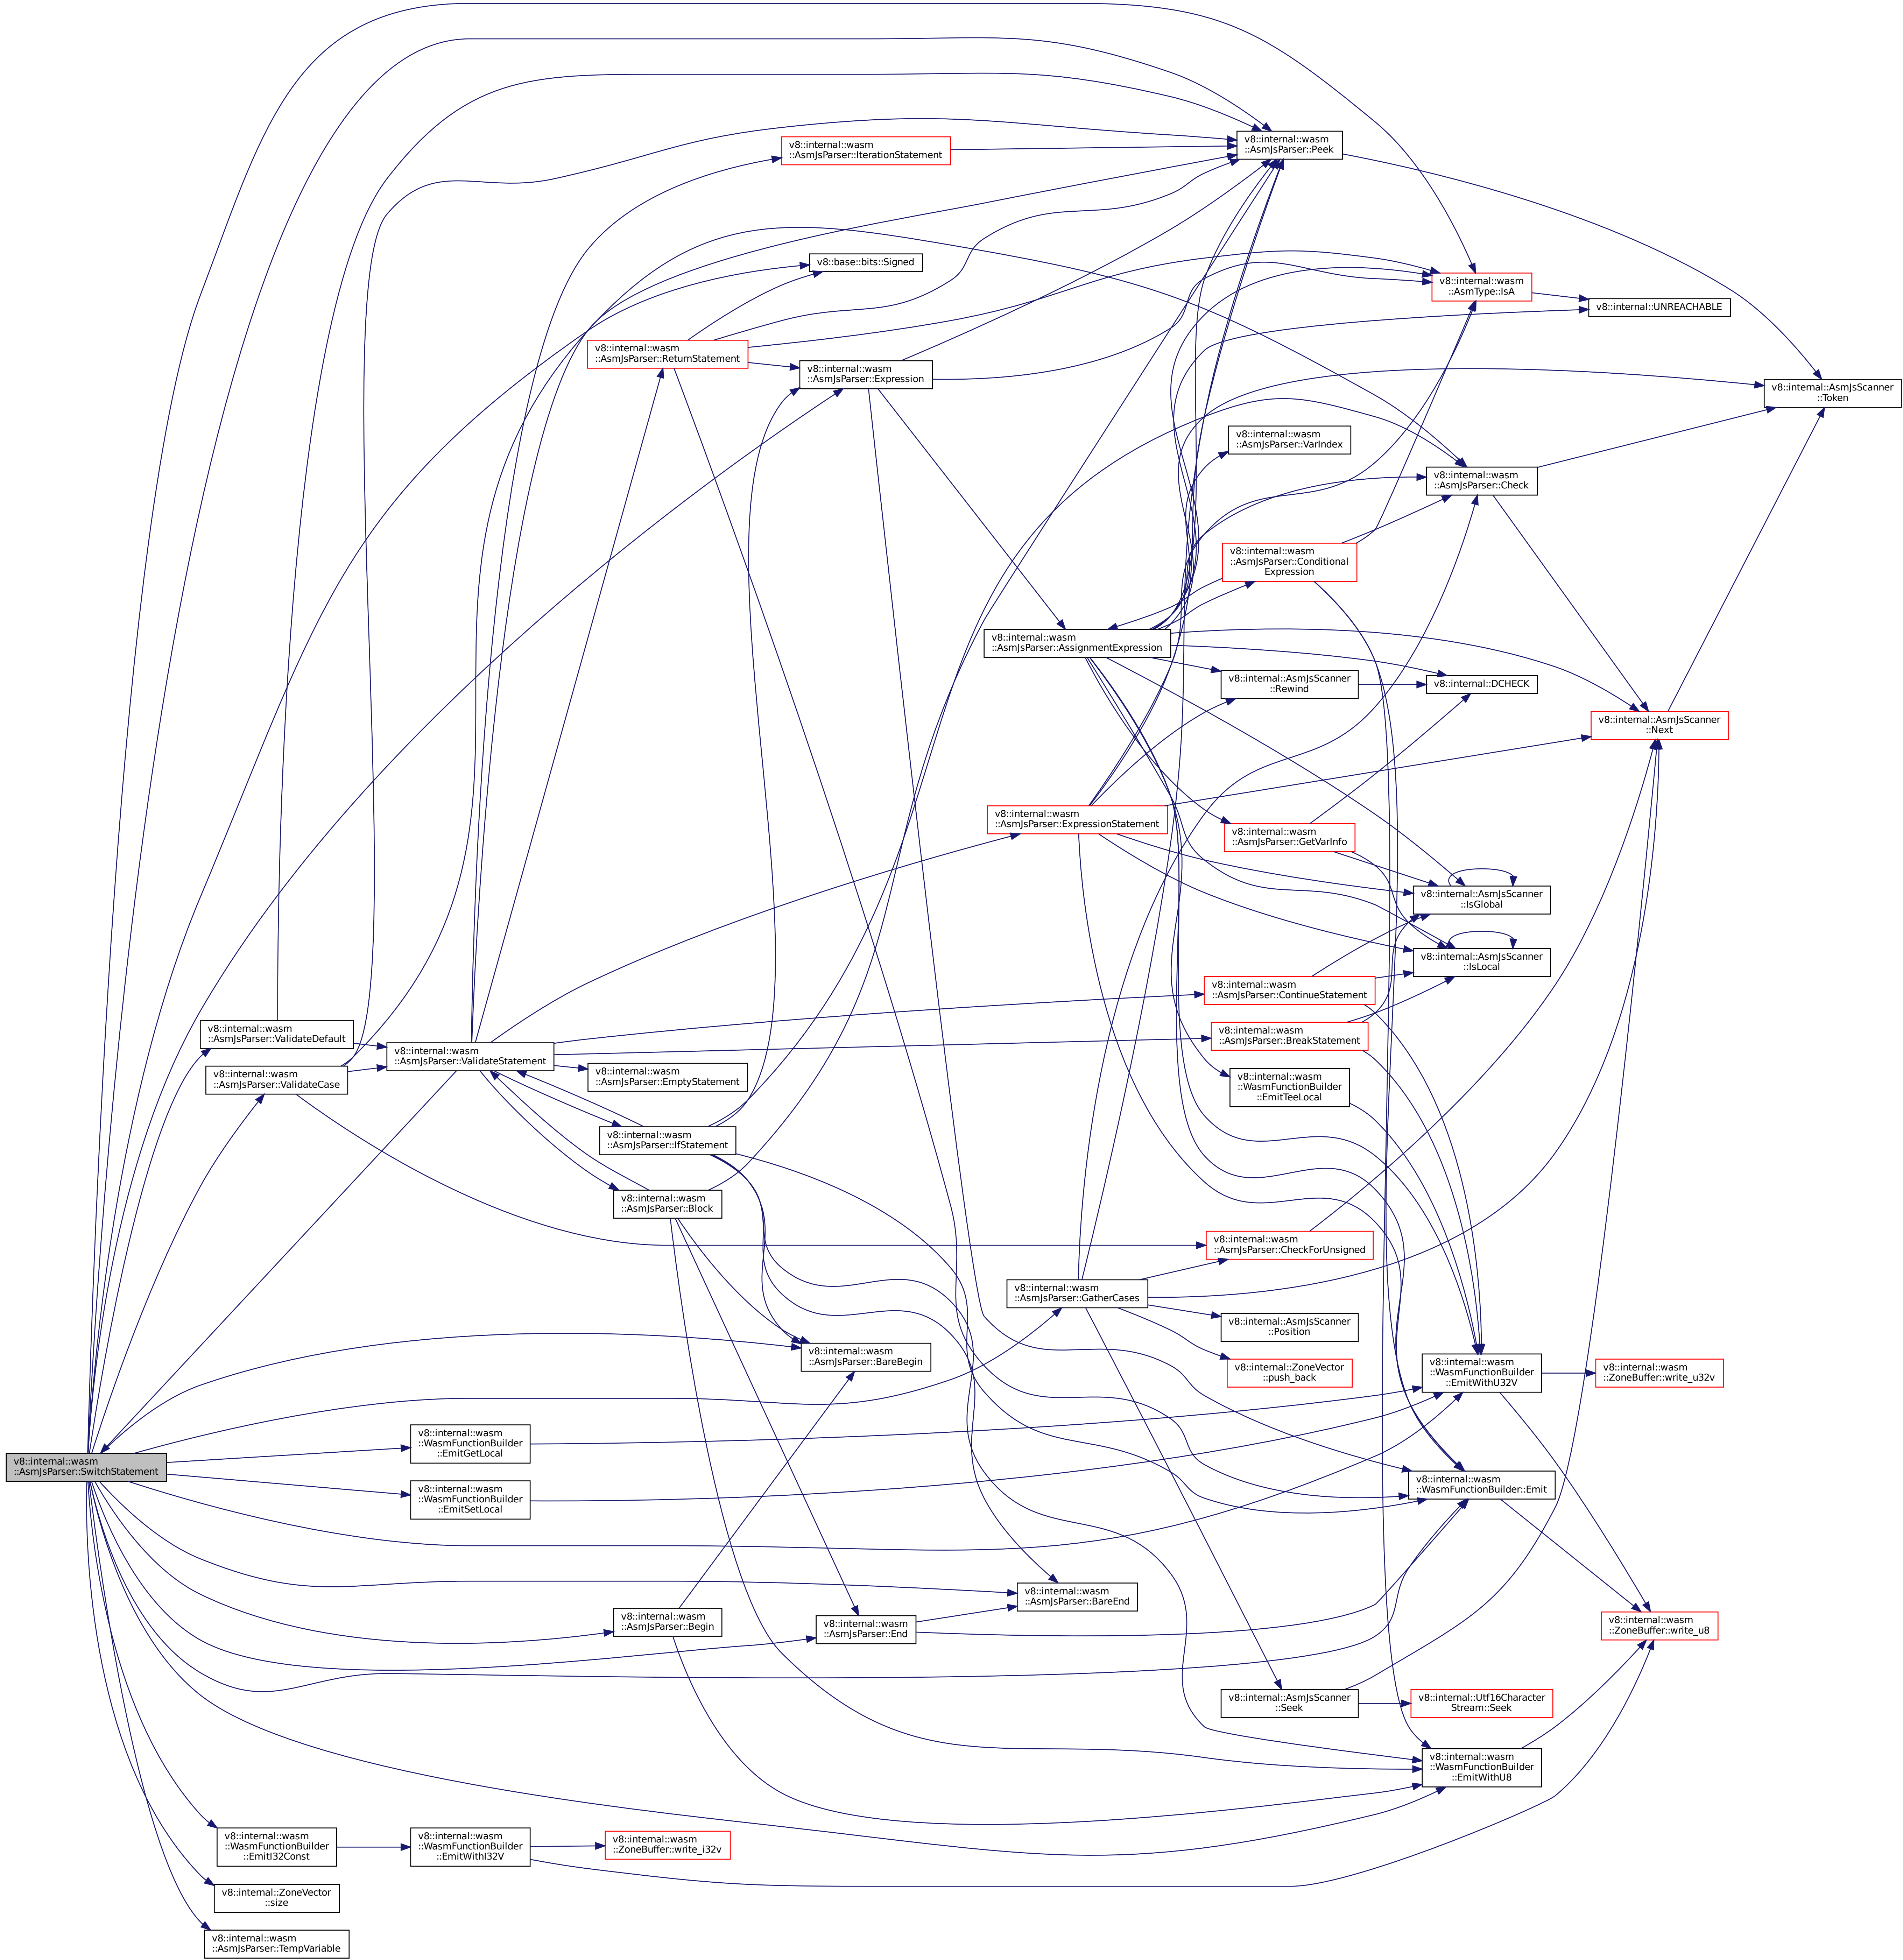 v8::internal::wasm
::AsmJsParser::Peek
v8::internal::wasm
::AsmJsParser::IterationStatement
v8::base::bits::Signed
v8::internal::wasm
::AsmType::IsA
v8::internal::UNREACHABLE
v8::internal::wasm
::AsmJsParser::ReturnStatement
v8::internal::wasm
::AsmJsParser::Expression
v8::internal::AsmJsScanner
::Token
v8::internal::wasm
::AsmJsParser::VarIndex
v8::internal::wasm
::AsmJsParser::Check
v8::internal::wasm
::AsmJsParser::Conditional
Expression
v8::internal::wasm
::AsmJsParser::AssignmentExpression
v8::internal::AsmJsScanner
::Rewind
v8::internal::DCHECK
v8::internal::AsmJsScanner
::Next
v8::internal::wasm
::AsmJsParser::ExpressionStatement
v8::internal::wasm
::AsmJsParser::GetVarInfo
v8::internal::AsmJsScanner
::IsGlobal
v8::internal::AsmJsScanner
::IsLocal
v8::internal::wasm
::AsmJsParser::ContinueStatement
v8::internal::wasm
::AsmJsParser::ValidateDefault
v8::internal::wasm
::AsmJsParser::BreakStatement
v8::internal::wasm
::AsmJsParser::ValidateStatement
v8::internal::wasm
::AsmJsParser::ValidateCase
v8::internal::wasm
::AsmJsParser::EmptyStatement
v8::internal::wasm
::WasmFunctionBuilder
::EmitTeeLocal
v8::internal::wasm
::AsmJsParser::IfStatement
v8::internal::wasm
::AsmJsParser::Block
v8::internal::wasm
::AsmJsParser::CheckForUnsigned
v8::internal::wasm
::AsmJsParser::GatherCases
v8::internal::AsmJsScanner
::Position
v8::internal::wasm
::AsmJsParser::BareBegin
v8::internal::ZoneVector
::push_back
v8::internal::wasm
::WasmFunctionBuilder
::EmitWithU32V
v8::internal::wasm
::ZoneBuffer::write_u32v
v8::internal::wasm
::WasmFunctionBuilder
::EmitGetLocal
v8::internal::wasm
::AsmJsParser::SwitchStatement
v8::internal::wasm
::WasmFunctionBuilder
::EmitSetLocal
v8::internal::wasm
::WasmFunctionBuilder::Emit
v8::internal::wasm
::AsmJsParser::BareEnd
v8::internal::wasm
::AsmJsParser::Begin
v8::internal::wasm
::AsmJsParser::End
v8::internal::wasm
::ZoneBuffer::write_u8
v8::internal::AsmJsScanner
::Seek
v8::internal::Utf16Character
Stream::Seek
v8::internal::wasm
::WasmFunctionBuilder
::EmitWithU8
v8::internal::wasm
::WasmFunctionBuilder
::EmitI32Const
v8::internal::wasm
::WasmFunctionBuilder
::EmitWithI32V
v8::internal::wasm
::ZoneBuffer::write_i32v
v8::internal::ZoneVector
::size
v8::internal::wasm
::AsmJsParser::TempVariable